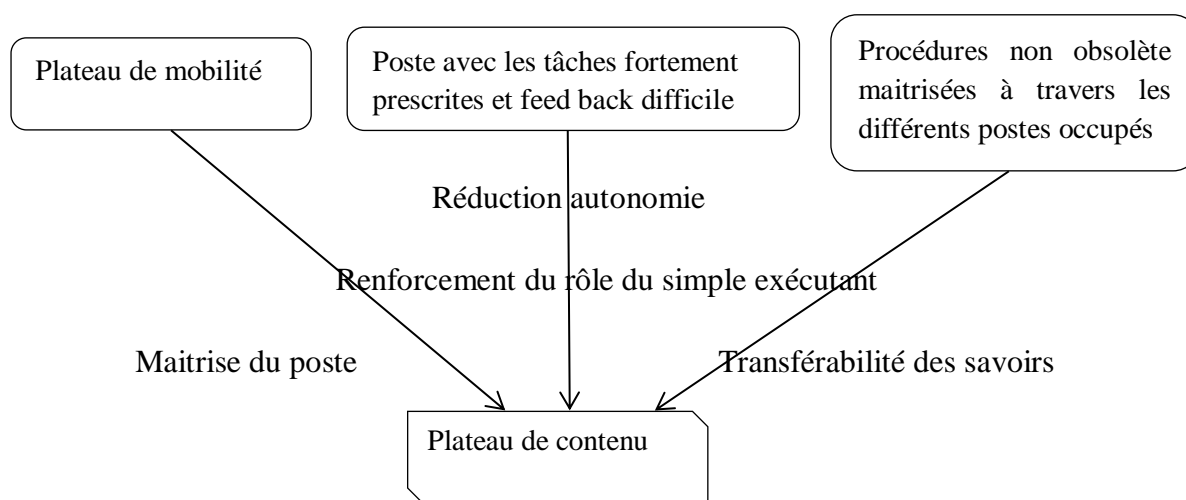 Plateau de mobilité
Poste avec les tâches fortement
prescrites et feed back difficile
Procédures non obsolète
maitrisées à travers les
différents postes occupés
Réduction autonomie
Renforcement du rôle du simple exécutant
Maitrise du poste
Transférabilité des savoirs
Plateau de contenu